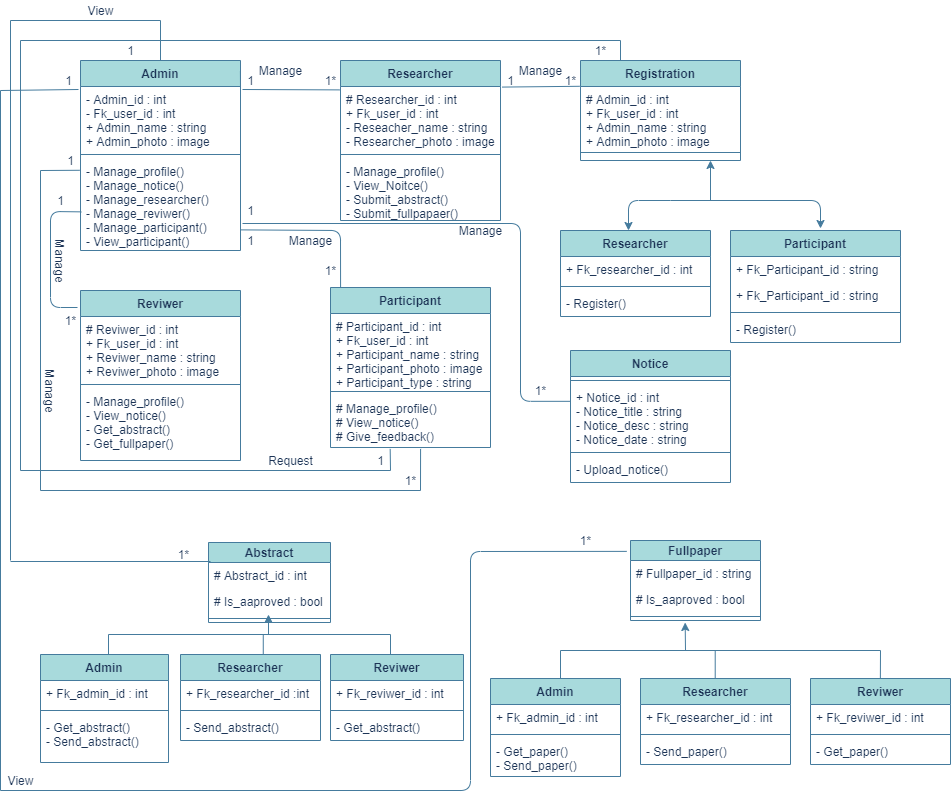 View
1
1*
1
Admin
- Admin_id : int
- Fk_user_id : int
+ Admin_name : string
+ Admin_photo : image
- Manage_profile()
- Manage_notice()
- Manage_researcher()
- Manage_reviwer()
- Manage_participant()
- View_participant()
1
Manage
1*
Researcher
# Researcher_id : int
+ Fk_user_id : int
- Reseacher_name : string
- Researcher_photo : image
- Manage_profile()
- View_Noitce()
- Submit_abstract()
- Submit_fullpapaer()
1
Manage
1*
Registration
# Admin_id : int
+ Fk_user_id : int
+ Admin_name : string
+ Admin_photo : image
1
1
Manage
1*
1
Manage
1
Manage
1*
Researcher
+ Fk_researcher_id : int
- Register()
Participant
+ Fk_Participant_id : string
+ Fk_Participant_id : string
- Register()
Reviwer
# Reviwer_id : int
+ Fk_user_id : int
+ Reviwer_name : string
+ Reviwer_photo : image
- Manage_profile()
- View_notice()
- Get_abstract()
- Get_fullpaper()
Participant
# Participant_id : int
+ Fk_user_id : int
+ Participant_name : string
+ Participant_photo : image
+ Participant_type : string
# Manage_profile()
# View_notice()
# Give_feedback()
1*
Notice
+ Notice_id : int
- Notice_title : string
- Notice_desc : string
- Notice_date : string
- Upload_notice()
Manage
Request
1
1*
1*
Abstract
# Abstract_id : int
# Is_aaproved : bool
1*
Fullpaper
# Fullpaper_id : string
# Is_aaproved : bool
Admin
+ Fk_admin_id : int
- Get_abstract()
- Send_abstract()
Researcher
+ Fk_researcher_id :int
- Send_abstract()
Reviwer
+ Fk_reviwer_id : int
- Get_abstract()
Admin
+ Fk_admin_id : int
- Get_paper()
- Send_paper()
Researcher
+ Fk_researcher_id : int
- Send_paper()
Reviwer
+ Fk_reviwer_id : int
- Get_paper()
View